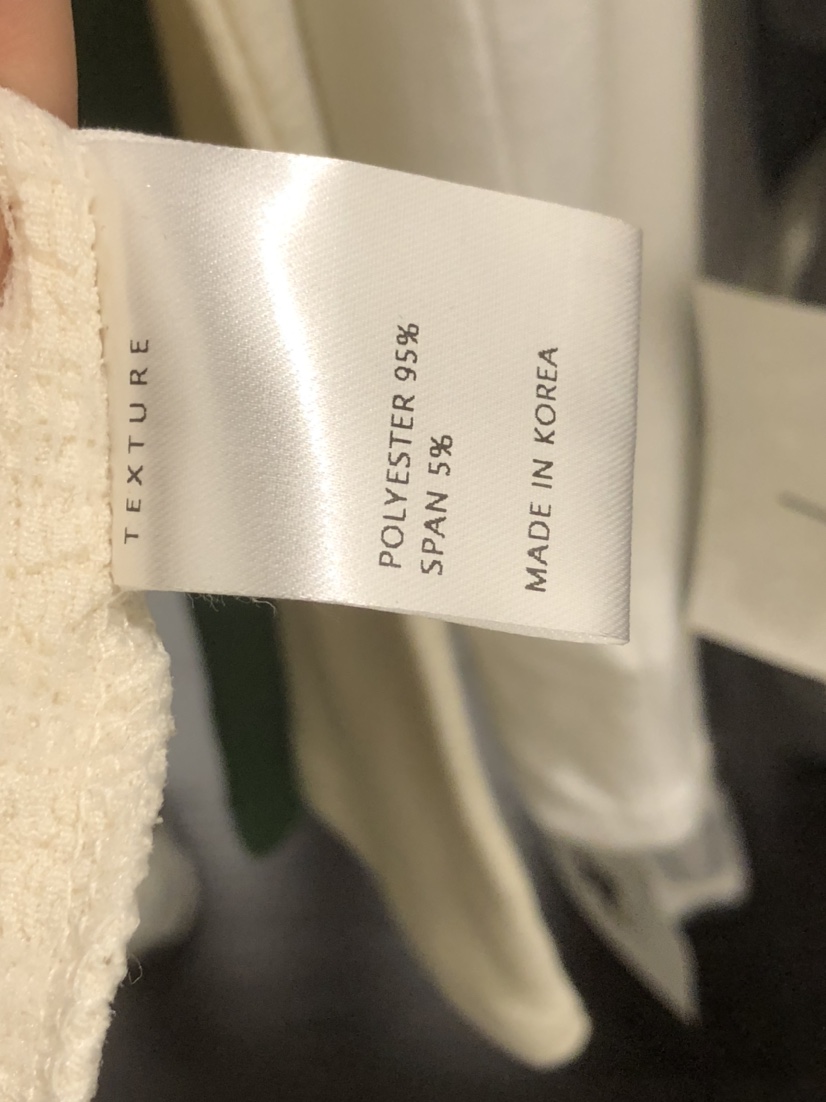 TEXTURE
POLYESTER 95%
SPAN 5%
MADE IN KOREA